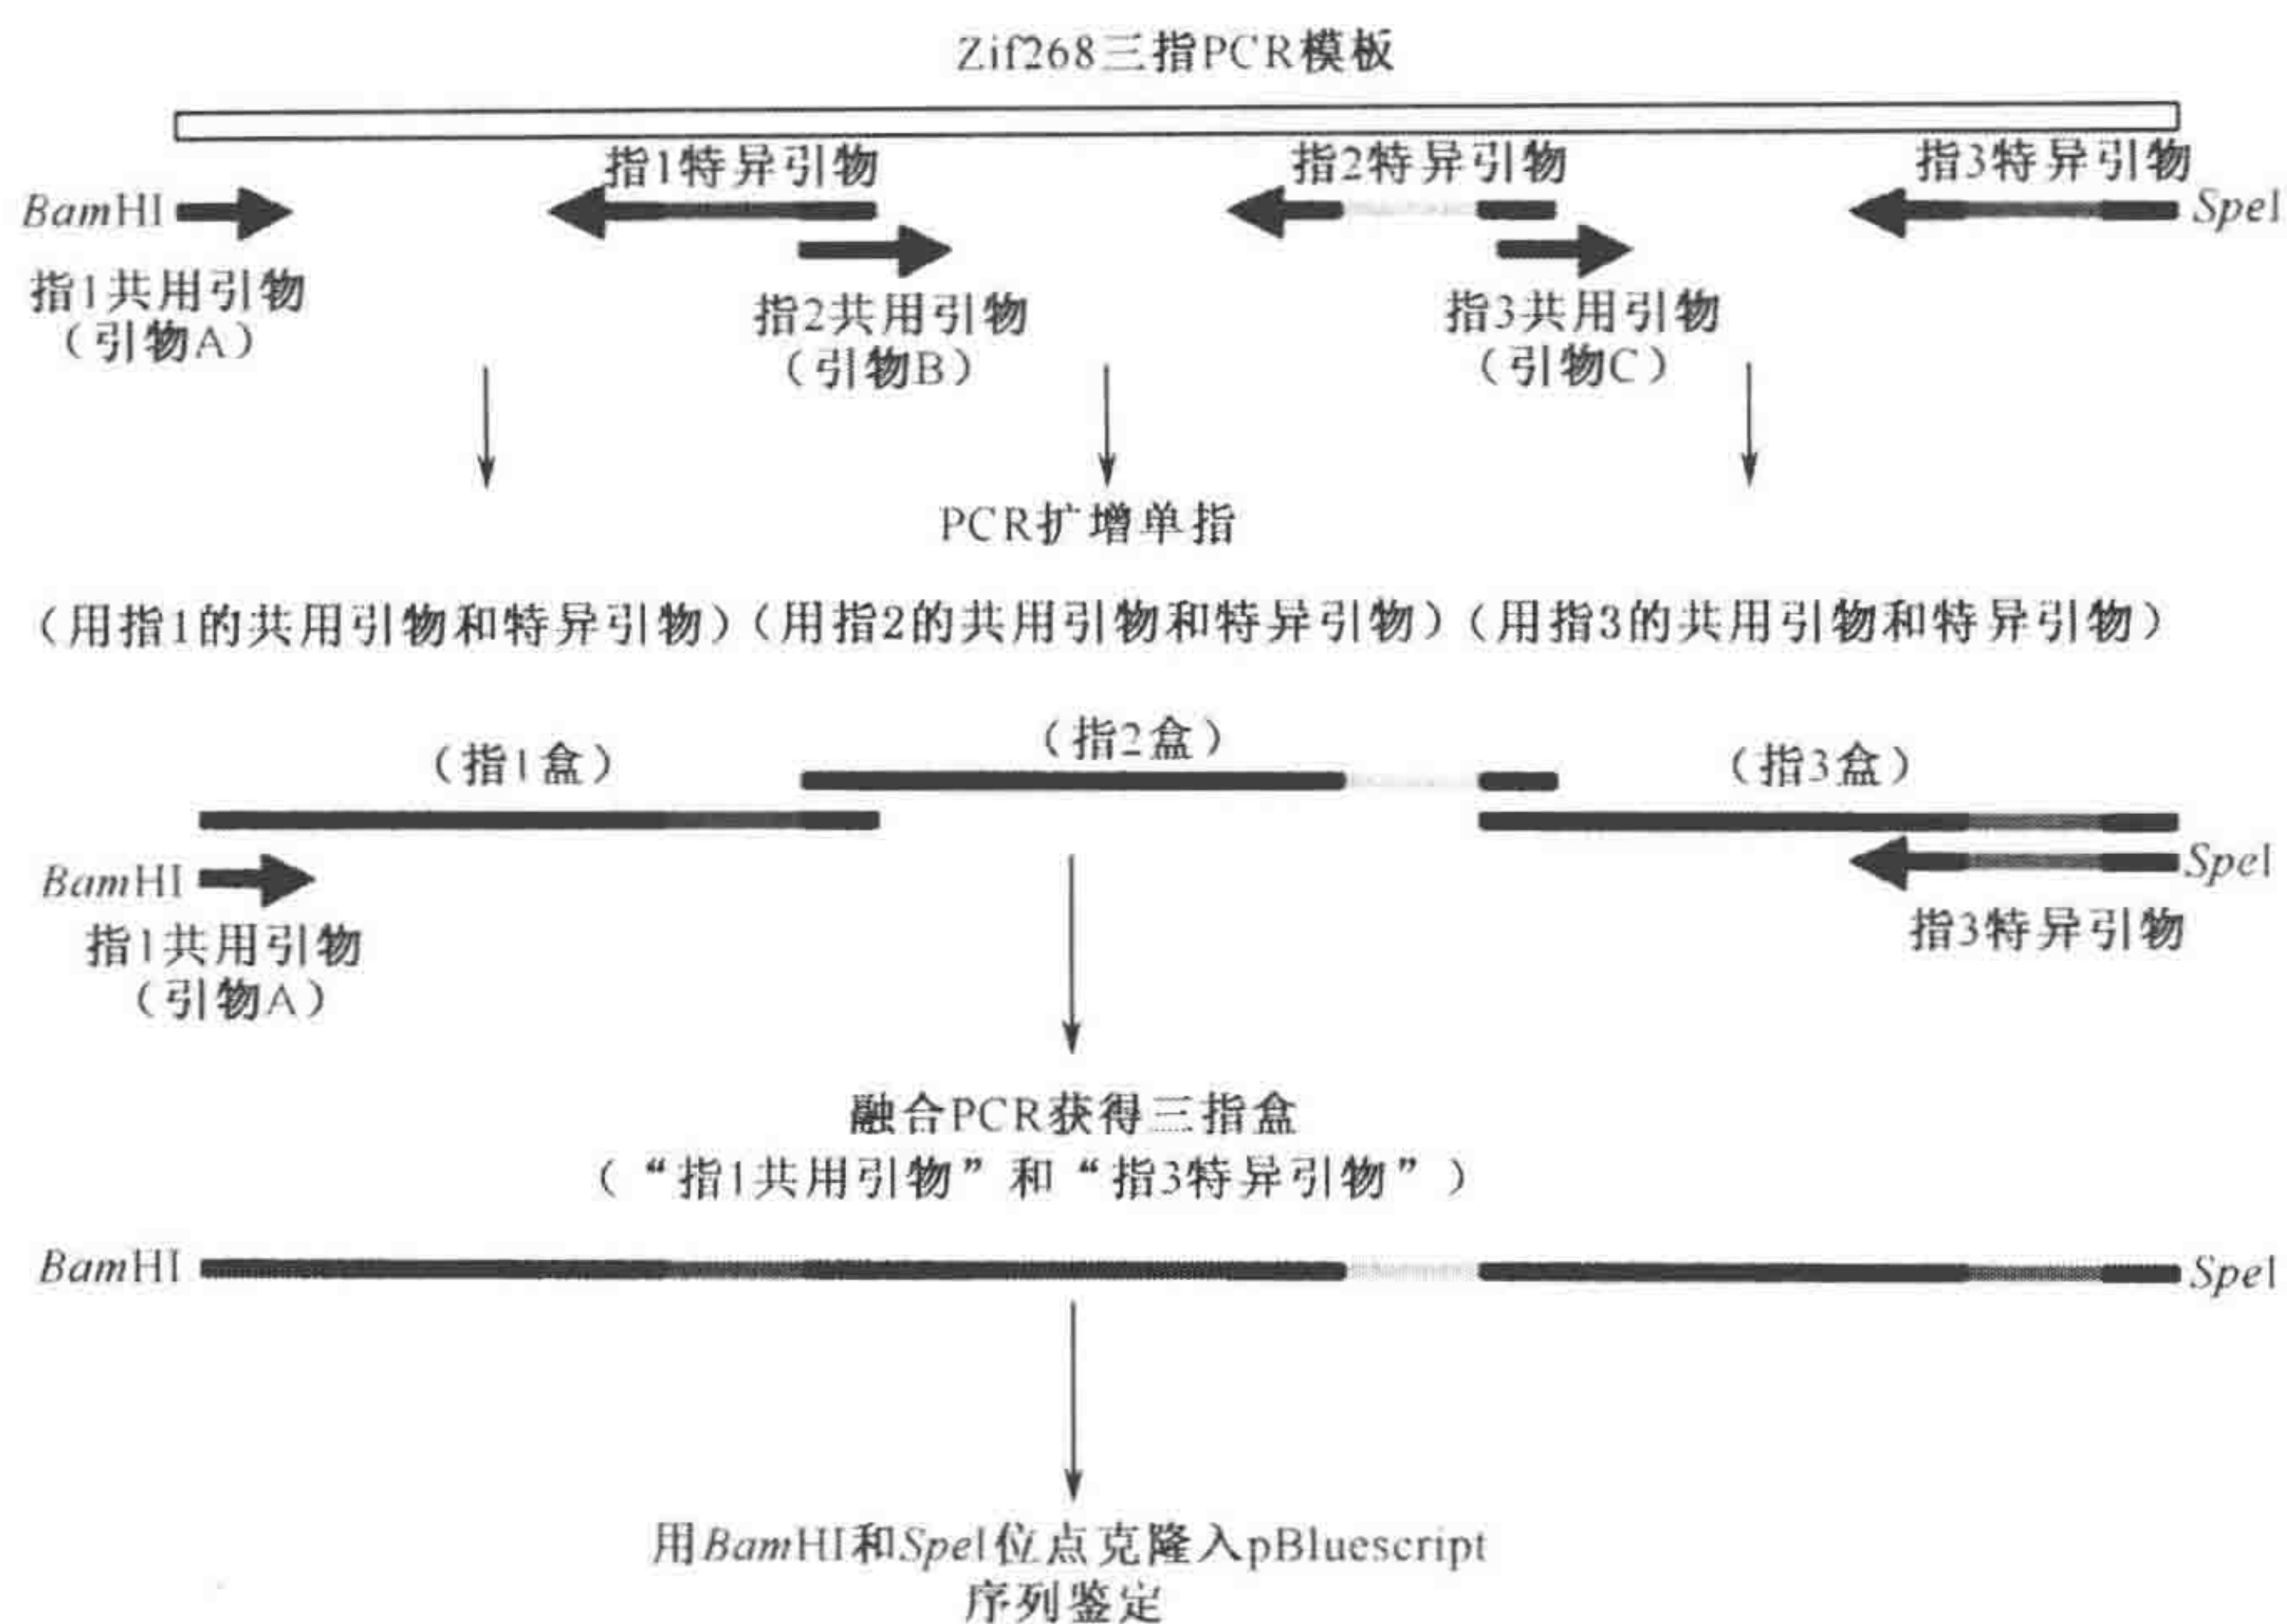 Zif268三指PCR模板
指1特异引物
指2特异引物
指3特异引物
BamHI
SpeI
指1共用引物
（引物A）
指2共用引物
（引物B）
指3共用引物
（引物C）
PCR扩增单指
（用指1的共用引物和特异引物）（用指2的共用引物和特异引物）（用指3的共用引物和特异引物）
（指1盒）
（指2盒）
（指3盒）
BamHI
SpeI
指1共用引物
（引物A）
指3特异引物
融合PCR获得三指盒
（“指1共用引物”和“指3特异引物”）
BamHI
SpeI
用BamHI和SpeI位点克隆入pBluescript
序列鉴定